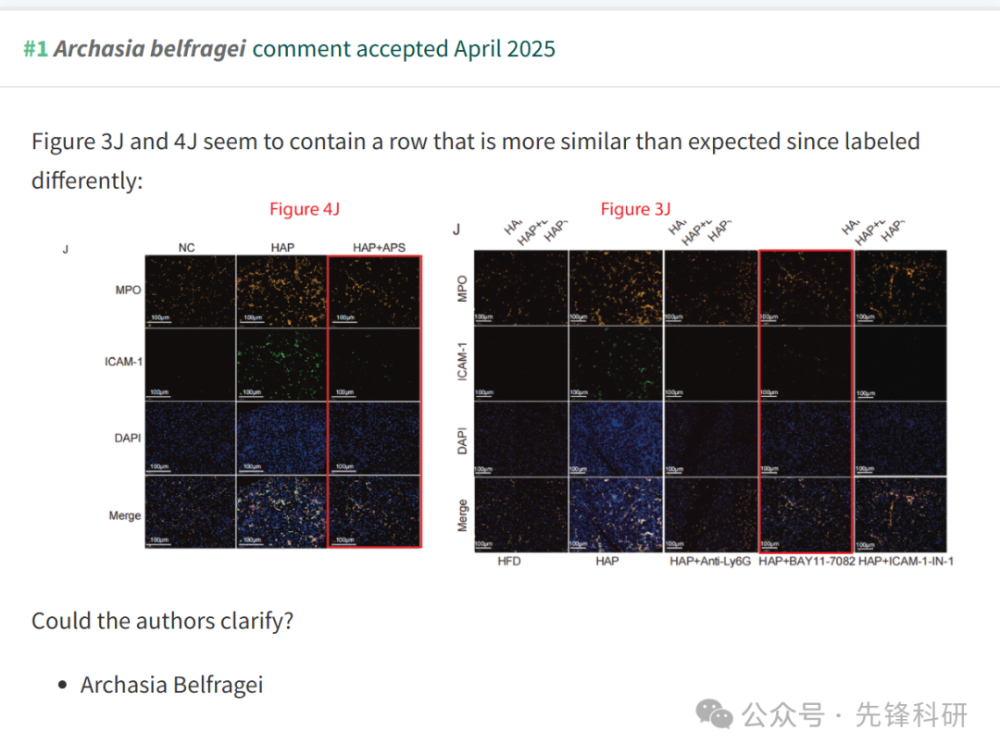 #1 Archasia belfragei comment accepted April 2025
Figure 3J and 4J seem to contain a row that is more similar than expected since labeled
differently:
Figure 4J
J
NC HAP HAP+APS
MPO
100μm 100μm 100μm
ICAM-1
100μm 100μm 100μm
DAPI
100μm 100μm 100μm
Merge
100μm 100μm 100μm
Figure 3J
J
MPO
100μm 100μm 100μm 100μm 100μm
ICAM-1
100μm 100μm 100μm 100μm 100μm
DAPI
100μm 100μm 100μm 100μm 100μm
Merge
100μm 100μm 100μm 100μm 100μm
HFD HAP HAP+Anti-Ly6G HAP+BAY11-7082 HAP+ICAM-1-IN-1
Could the authors clarify?
• Archasia Belfragei
公众号 · 先锋科研